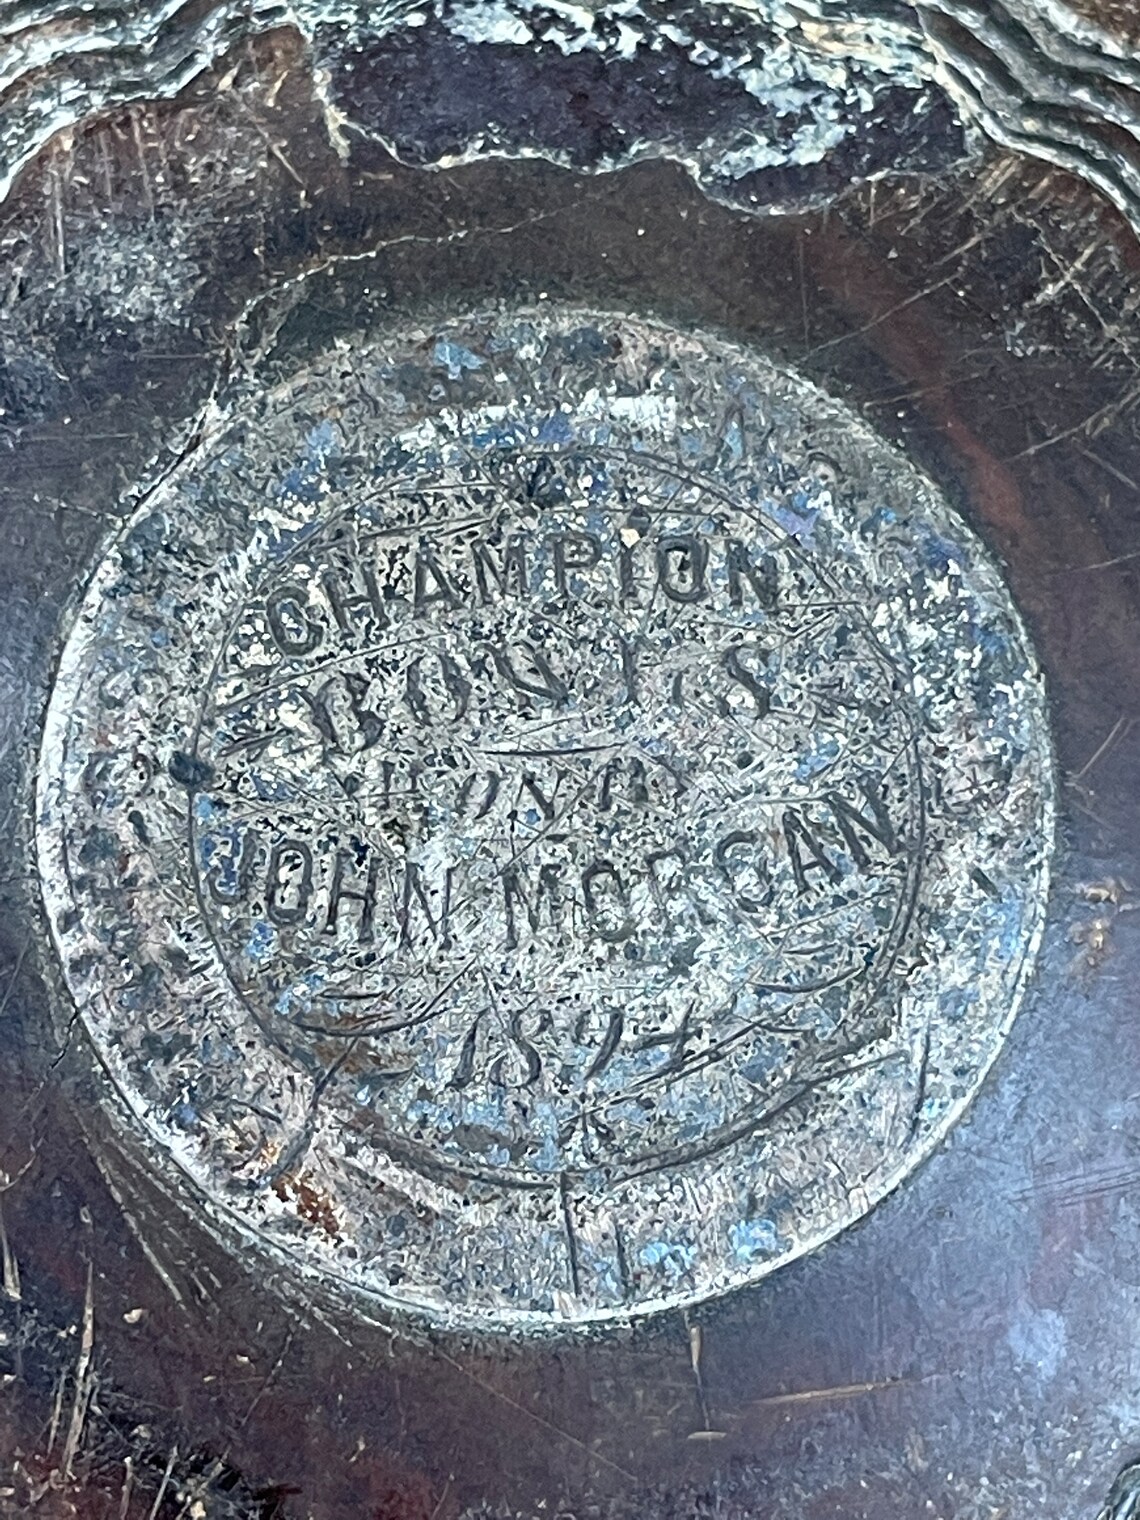 CHAMPION
BOWLS
WON BY
JOHN MORGAN
1894